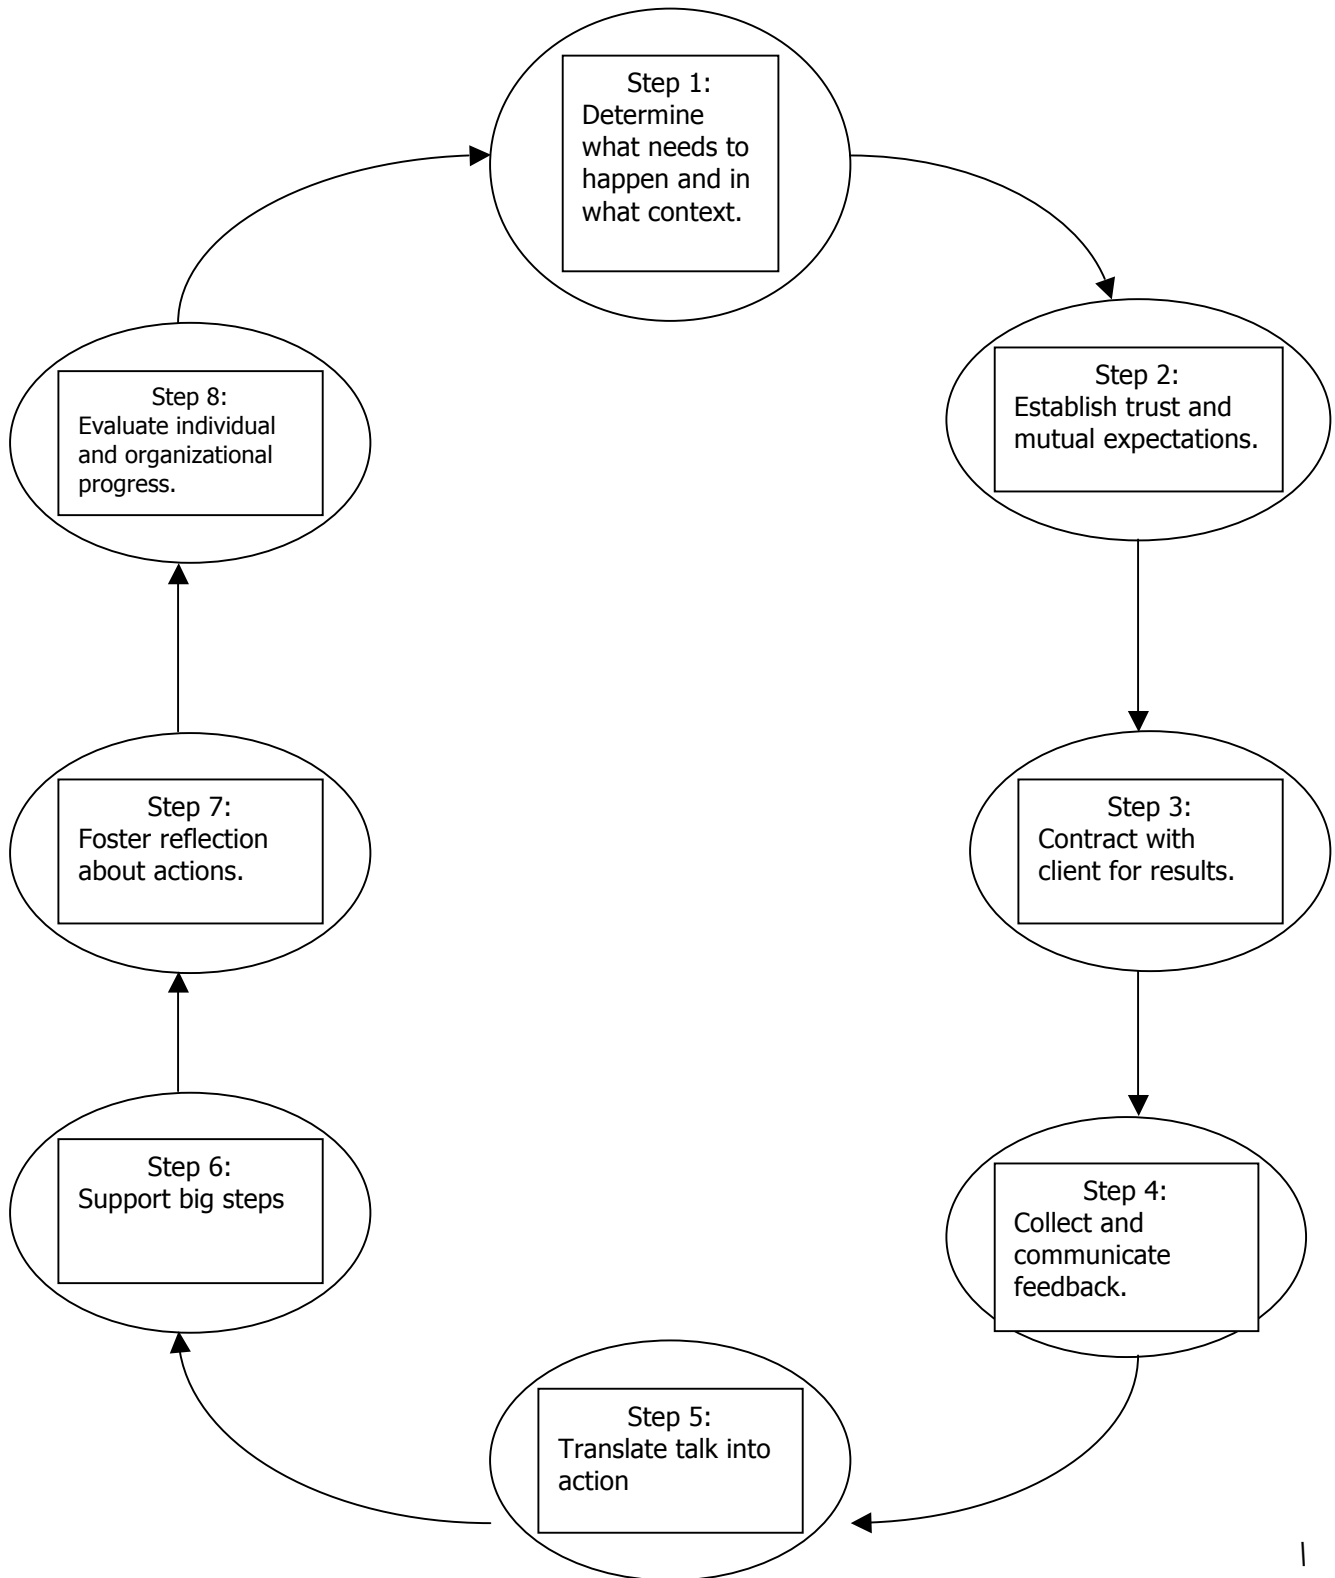 Step 1:
Determine
what needs to
happen and in
what context.
Step 2:
Establish trust and
mutual expectations.
Step 3:
Contract with
client for results.
Step 4:
Collect and
communicate
feedback.
Step 5:
Translate talk into
action
Step 6:
Support big steps
Step 7:
Foster reflection
about actions.
Step 8:
Evaluate individual
and organizational
progress.